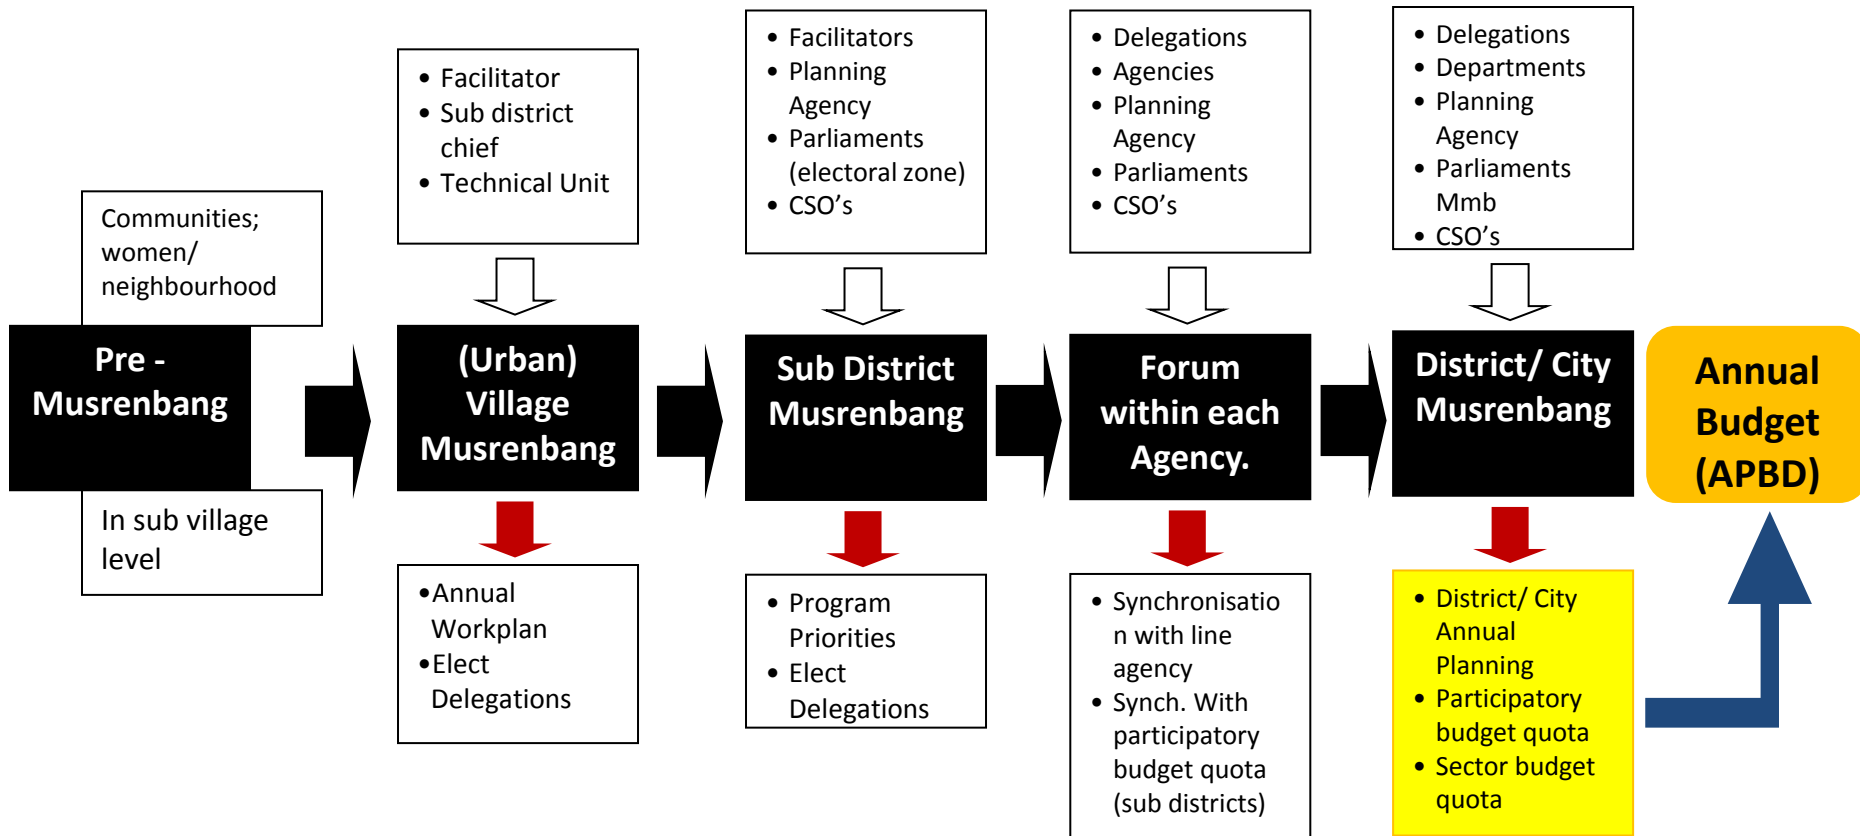 Communities;
women/
neighbourhood
Pre -
Musrenbang
In sub village
level
• Facilitator
• Sub district
chief
• Technical Unit
(Urban)
Village
Musrenbang
•Annual
Workplan
•Elect
Delegations
• Facilitators
• Planning
Agency
• Parliaments
(electoral zone)
• CSO’s
Sub District
Musrenbang
• Program
Priorities
• Elect
Delegations
• Delegations
• Agencies
• Planning
Agency
• Parliaments
• CSO’s
Forum
within each
Agency.
• Synchronisatio
n with line
agency
• Synch. With
participatory
budget quota
(sub districts)
• Delegations
• Departments
• Planning
Agency
• Parliaments
Mmb
• CSO’s
District/ City
Musrenbang
• District/ City
Annual
Planning
• Participatory
budget quota
• Sector budget
quota
Annual
Budget
(APBD)